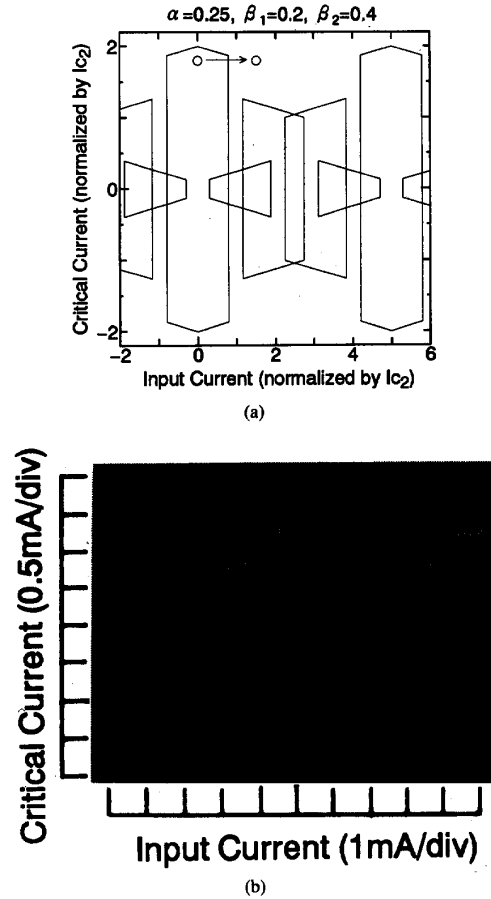 α=0.25, β₁=0.2, β₂=0.4
Critical Current (normalized by Ic₂)
2
0
−2
−2 0 2 4 6
Input Current (normalized by Ic₂)
(a)
Critical Current (0.5mA/div)
Input Current (1mA/div)
(b)